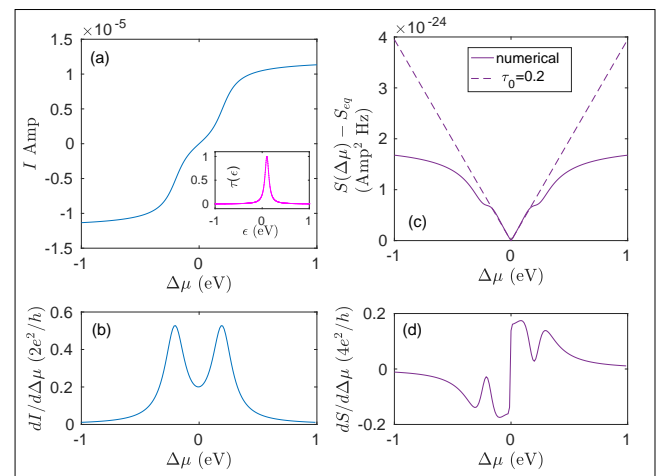 ×10⁻⁵
(a)
1.5
1
0.5
0
-0.5
-1
-1.5
I Amp
-1 0 1
Δμ (eV)
1
0.5
0
τ(ϵ)
-1 0 1
ϵ (eV)
×10⁻²⁴
4
3
2
1
0
S(Δμ) − S_eq
(Amp² Hz)
numerical
τ₀=0.2
(c)
-1 0 1
Δμ (eV)
(b)
0.6
0.4
0.2
0
dI/dΔμ (2e²/h)
-1 0 1
Δμ (eV)
(d)
0.2
0
-0.2
dS/dΔμ (4e²/h)
-1 0 1
Δμ (eV)